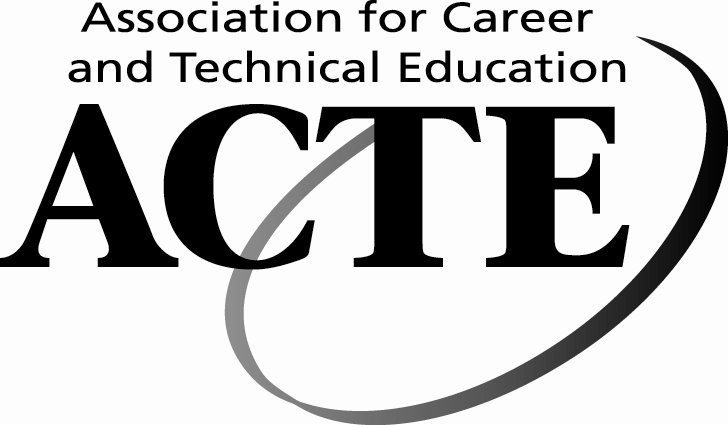 Association for Career
and Technical Education
ACTE